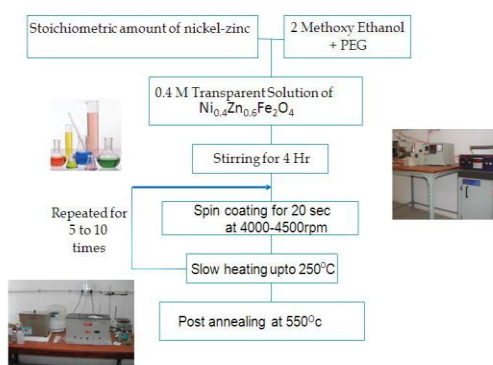 Stoichiometric amount of nickel-zinc
2 Methoxy Ethanol
+ PEG
0.4 M Transparent Solution of
Ni0.4Zn0.6Fe2O4
Stirring for 4 Hr
Repeated for
5 to 10
times
Spin coating for 20 sec
at 4000-4500rpm
Slow heating upto 250⁰C
Post annealing at 550⁰c